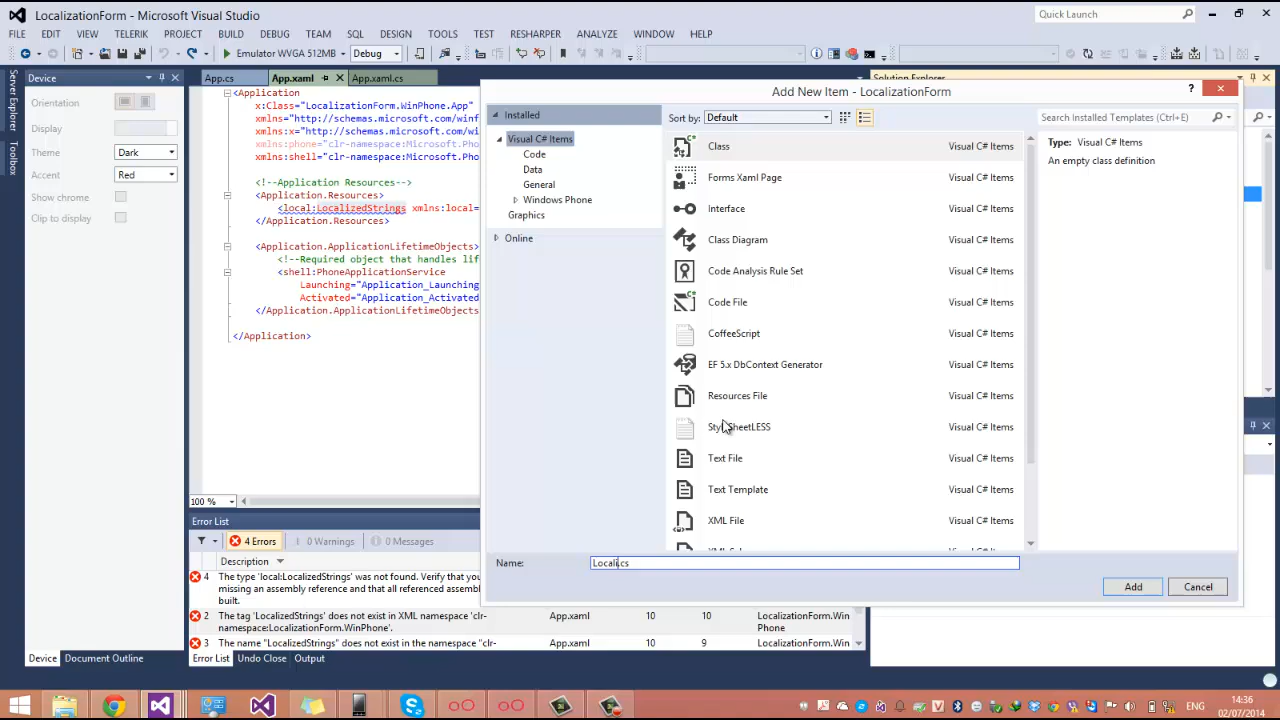 LocalizationForm - Microsoft Visual Studio
Quick Launch
FILE EDIT VIEW TELERIK PROJECT BUILD DEBUG TEAM SQL DESIGN TOOLS TEST RESHARPER ANALYZE WINDOW HELP
Emulator WVGA 512MB Debug
Device
App.cs App.xaml App.xaml.cs
Solution Explorer
Server Explorer
Toolbox
Orientation
Display
Theme Dark
Accent Red
Show chrome
Clip to display
<Application
x:Class="LocalizationForm.WinPhone.App"
xmlns="http://schemas.microsoft.com/winf
xmlns:x="http://schemas.microsoft.com/wi
xmlns:phone="clr-namespace:Microsoft.Pho
xmlns:shell="clr-namespace:Microsoft.Pho
<!--Application Resources-->
<Application.Resources>
<local:LocalizedStrings xmlns:local=
</Application.Resources>
<Application.ApplicationLifetimeObjects>
<!--Required object that handles lif
<shell:PhoneApplicationService
Launching="Application_Launching
Activated="Application_Activated
</Application.ApplicationLifetimeObjects
</Application>
100 %
Add New Item - LocalizationForm
Installed
Visual C# Items
Code
Data
General
Windows Phone
Graphics
Online
Sort by: Default
Search Installed Templates (Ctrl+E)
Class Visual C# Items
Forms Xaml Page Visual C# Items
Interface Visual C# Items
Class Diagram Visual C# Items
Code Analysis Rule Set Visual C# Items
Code File Visual C# Items
CoffeeScript Visual C# Items
EF 5.x DbContext Generator Visual C# Items
Resources File Visual C# Items
StyleSheetLESS Visual C# Items
Text File Visual C# Items
Text Template Visual C# Items
XML File Visual C# Items
Type: Visual C# Items
An empty class definition
Name: Locali.cs
Add Cancel
Error List
4 Errors 0 Warnings 0 Messages
Description
4 The type 'local:LocalizedStrings' was not found. Verify that you
missing an assembly reference and that all referenced assemb
built.
2 The tag 'LocalizedStrings' does not exist in XML namespace 'clr- App.xaml 10 10 LocalizationForm.Win
namespace:LocalizationForm.WinPhone'. Phone
3 The name "LocalizedStrings" does not exist in the namespace "clr- App.xaml 10 9 LocalizationForm.Win
Device Document Outline
Error List Undo Close Output
ENG
14:36
02/07/2014